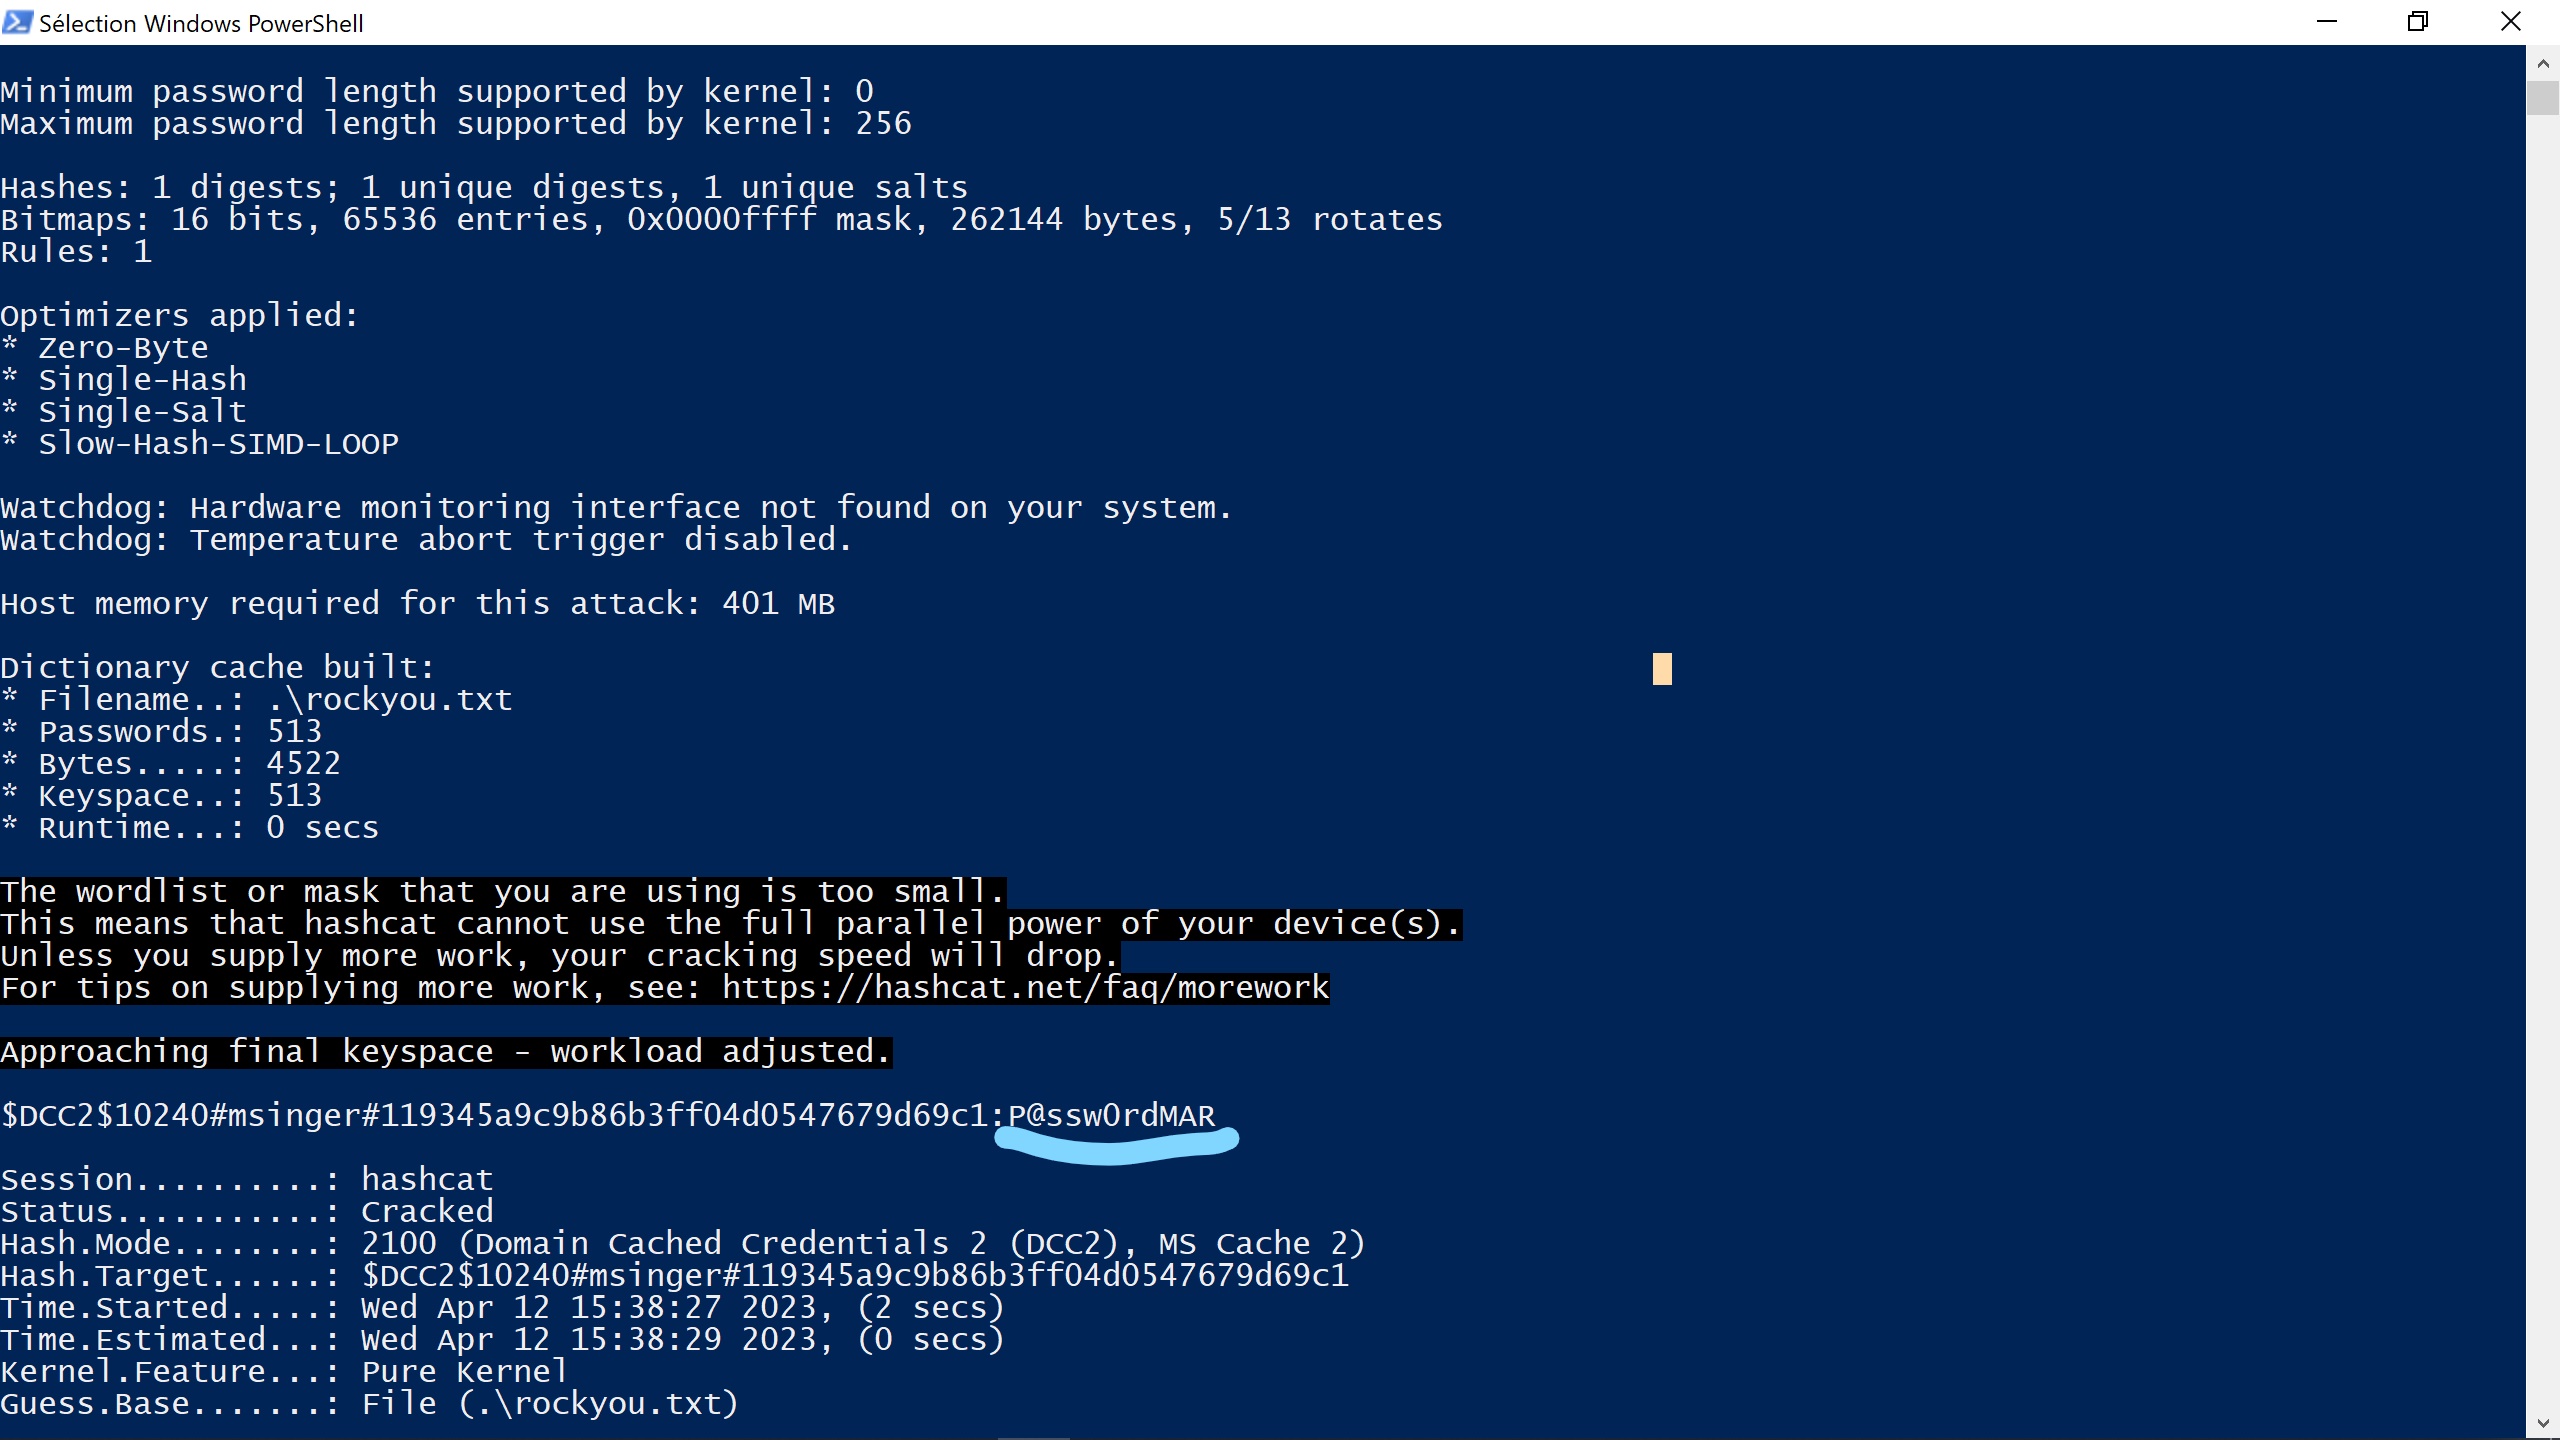 Sélection Windows PowerShell
Minimum password length supported by kernel: 0
Maximum password length supported by kernel: 256
Hashes: 1 digests; 1 unique digests, 1 unique salts
Bitmaps: 16 bits, 65536 entries, 0x0000ffff mask, 262144 bytes, 5/13 rotates
Rules: 1
Optimizers applied:
* Zero-Byte
* Single-Hash
* Single-Salt
* Slow-Hash-SIMD-LOOP
Watchdog: Hardware monitoring interface not found on your system.
Watchdog: Temperature abort trigger disabled.
Host memory required for this attack: 401 MB
Dictionary cache built:
* Filename..: .\rockyou.txt
* Passwords.: 513
* Bytes.....: 4522
* Keyspace..: 513
* Runtime...: 0 secs
The wordlist or mask that you are using is too small.
This means that hashcat cannot use the full parallel power of your device(s).
Unless you supply more work, your cracking speed will drop.
For tips on supplying more work, see: https://hashcat.net/faq/morework
Approaching final keyspace - workload adjusted.
$DCC2$10240#msinger#119345a9c9b86b3ff04d0547679d69c1:P@ssw0rdMAR
Session..........: hashcat
Status...........: Cracked
Hash.Mode........: 2100 (Domain Cached Credentials 2 (DCC2), MS Cache 2)
Hash.Target......: $DCC2$10240#msinger#119345a9c9b86b3ff04d0547679d69c1
Time.Started.....: Wed Apr 12 15:38:27 2023, (2 secs)
Time.Estimated...: Wed Apr 12 15:38:29 2023, (0 secs)
Kernel.Feature...: Pure Kernel
Guess.Base.......: File (.\rockyou.txt)